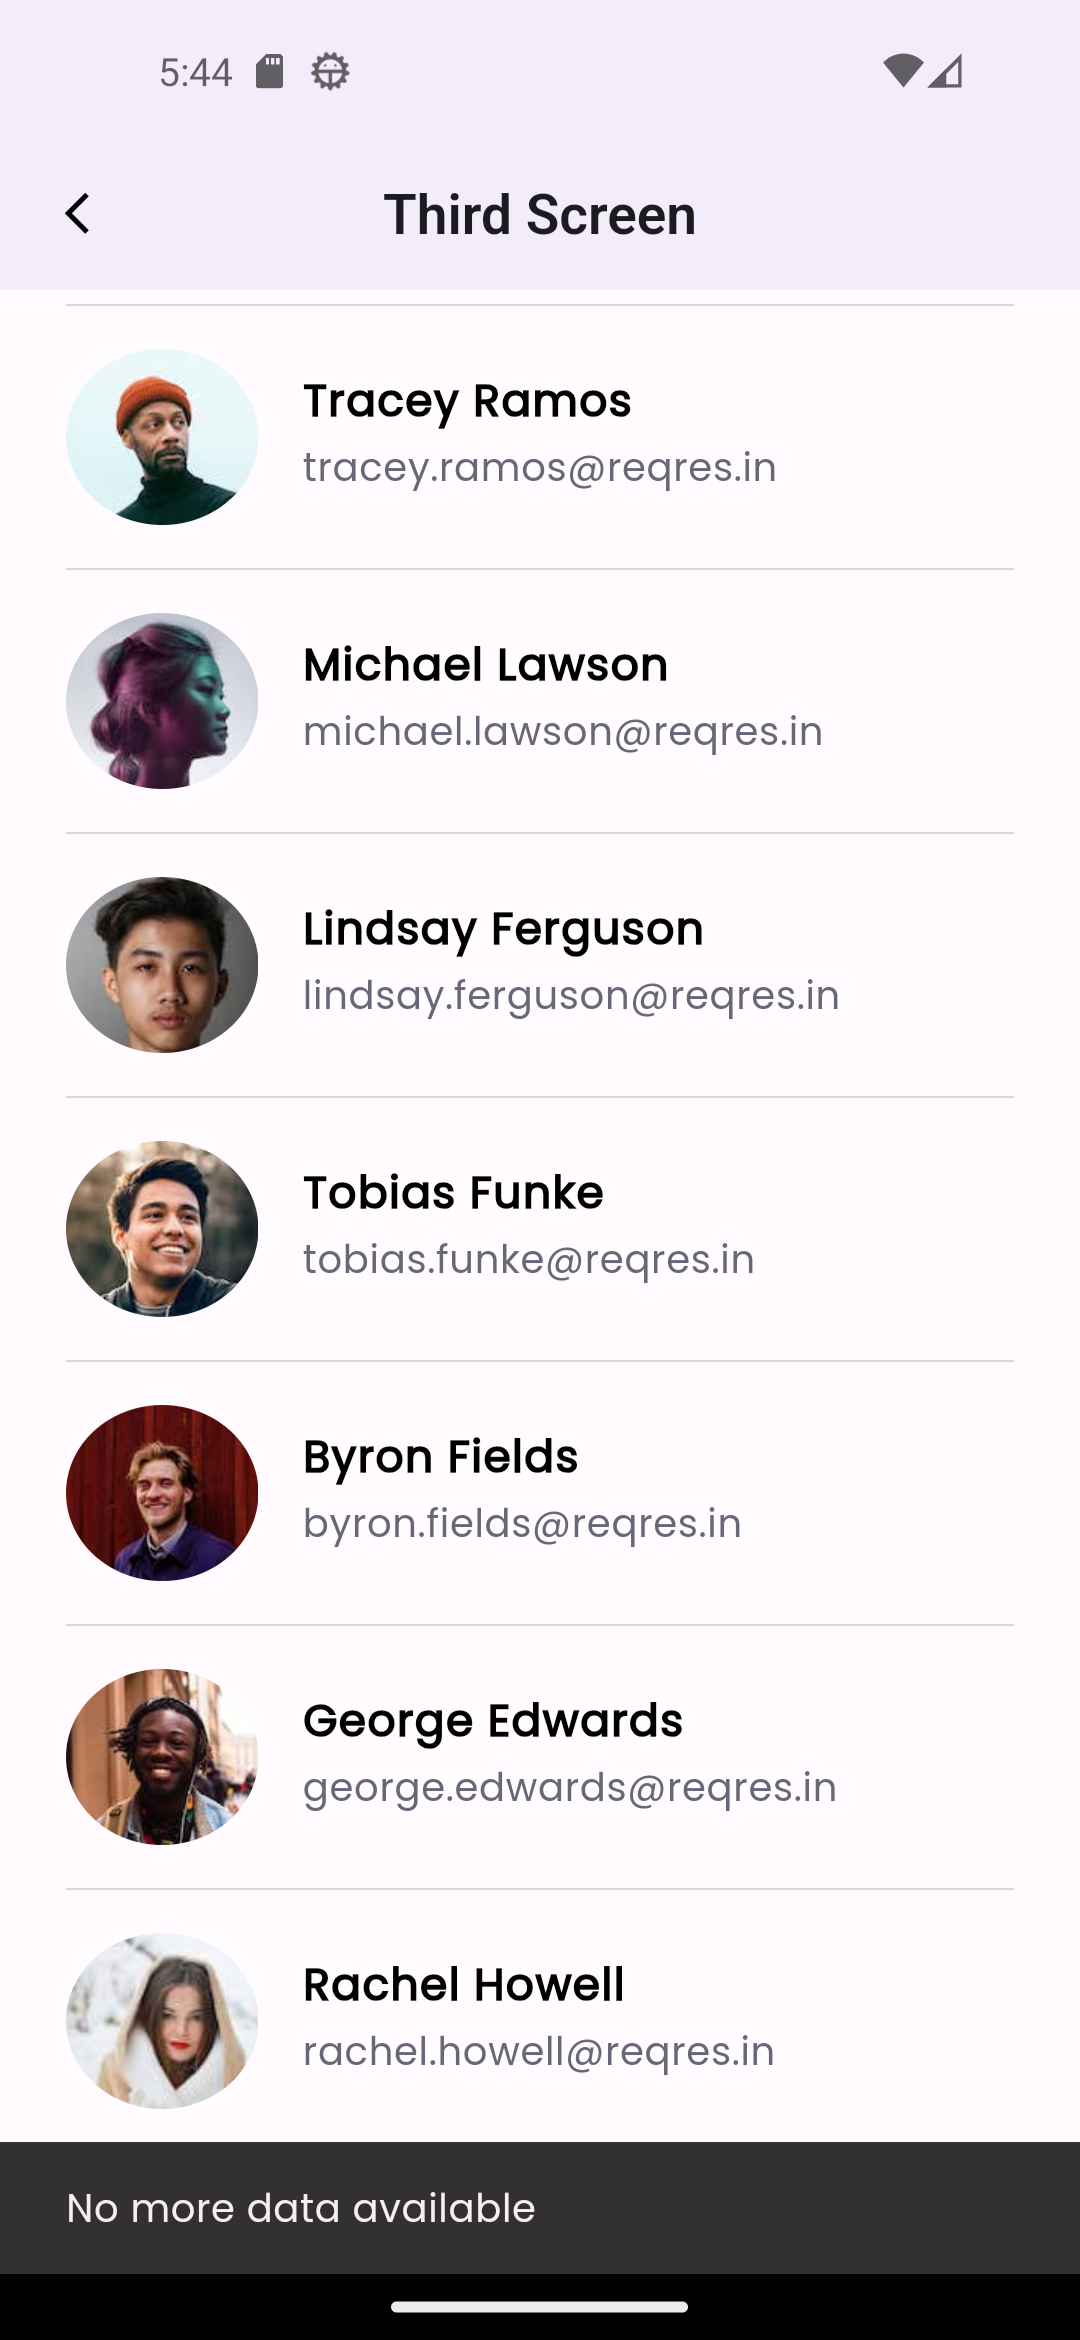 5:44
Third Screen
Tracey Ramos
tracey.ramos@reqres.in
Michael Lawson
michael.lawson@reqres.in
Lindsay Ferguson
lindsay.ferguson@reqres.in
Tobias Funke
tobias.funke@reqres.in
Byron Fields
byron.fields@reqres.in
George Edwards
george.edwards@reqres.in
Rachel Howell
rachel.howell@reqres.in
No more data available